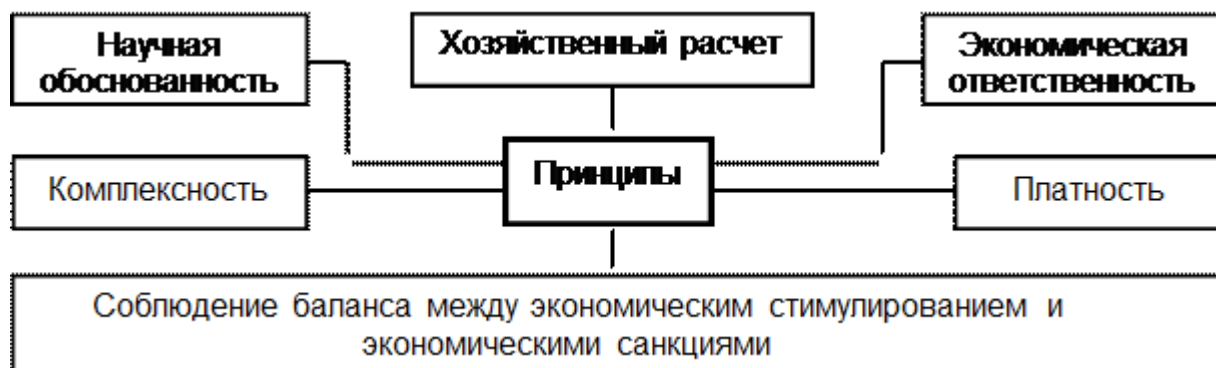 Научная
обоснованность
Хозяйственный расчет
Экономическая
ответственность
Комплексность
Принципы
Платность
Соблюдение баланса между экономическим стимулированием и
экономическими санкциями